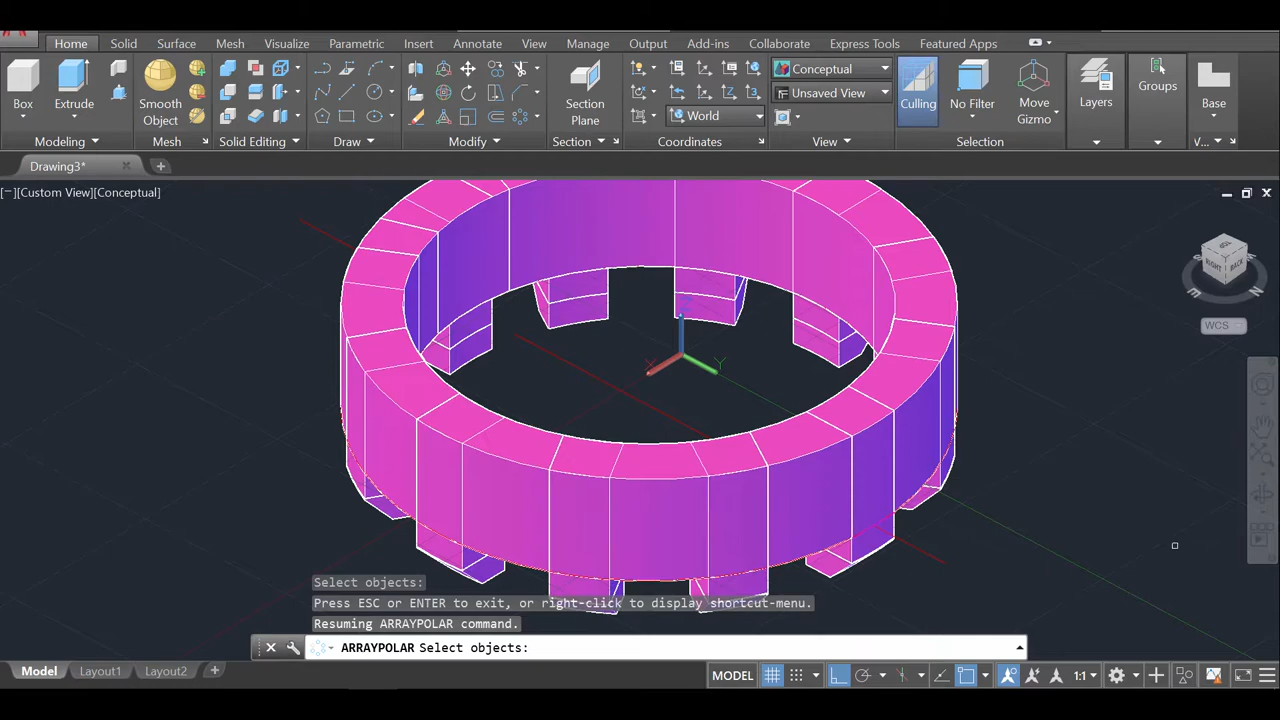 Home Solid Surface Mesh Visualize Parametric Insert Annotate View Manage Output Add-ins Collaborate Express Tools Featured Apps
Box Extrude Smooth Object Section Plane Conceptual Unsaved View World Culling No Filter Move Gizmo Layers Groups Base
Modeling Mesh Solid Editing Draw Modify Section Coordinates View Selection V...
Drawing3*
[−][Custom View][Conceptual]
TOP
RIGHT BACK
WCS
X Y
Select objects:
Press ESC or ENTER to exit, or right-click to display shortcut-menu.
Resuming ARRAYPOLAR command.
ARRAYPOLAR Select objects:
Model Layout1 Layout2 MODEL 1:1